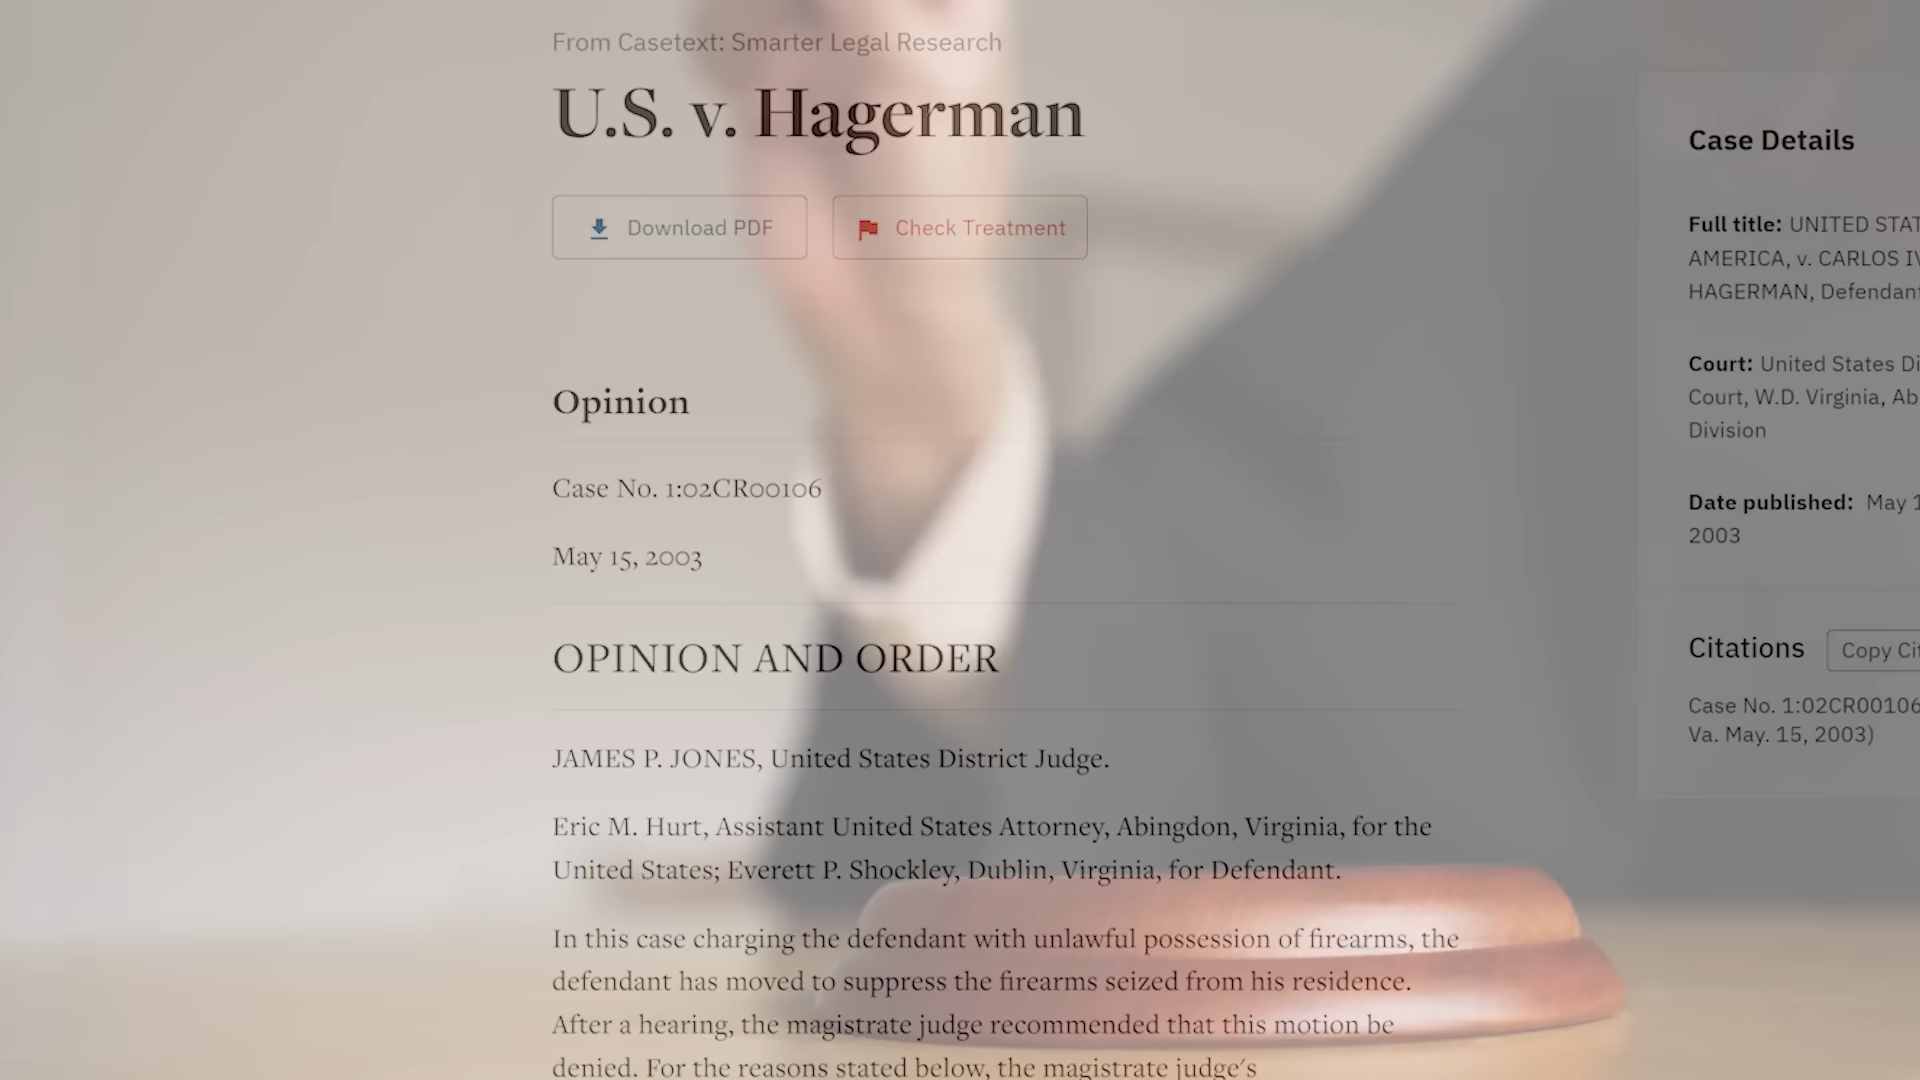 From Casetext: Smarter Legal Research
U.S. v. Hagerman
Download PDF
Check Treatment
Opinion
Case No. 1:02CR00106
May 15, 2003
OPINION AND ORDER
JAMES P. JONES, United States District Judge.
Eric M. Hurt, Assistant United States Attorney, Abingdon, Virginia, for the
United States; Everett P. Shockley, Dublin, Virginia, for Defendant.
In this case charging the defendant with unlawful possession of firearms, the
defendant has moved to suppress the firearms seized from his residence.
After a hearing, the magistrate judge recommended that this motion be
denied. For the reasons stated below, the magistrate judge's
Case Details
Full title: UNITED STAT
AMERICA, v. CARLOS IV
HAGERMAN, Defendant
Court: United States Di
Court, W.D. Virginia, Ab
Division
Date published: May 1
2003
Citations
Copy Cit
Case No. 1:02CR00106
Va. May. 15, 2003)